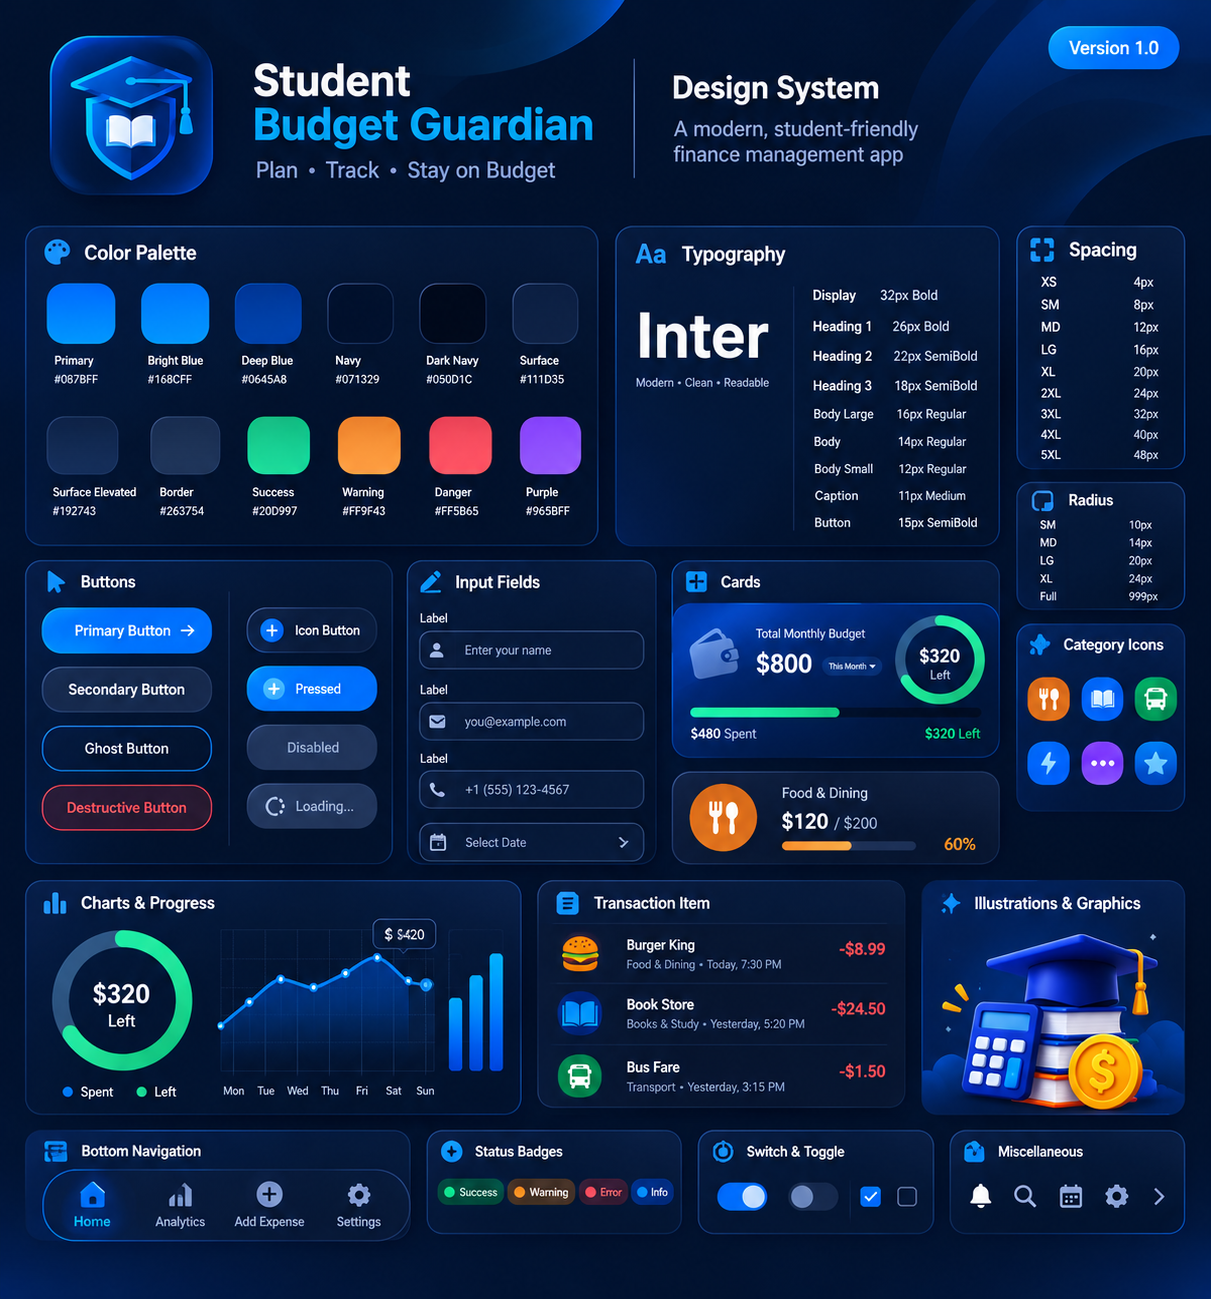 Student
Budget Guardian
Plan • Track • Stay on Budget
Design System
A modern, student-friendly
finance management app
Version 1.0
Color Palette
Primary
#087BFF
Bright Blue
#168CFF
Deep Blue
#0645A8
Navy
#071329
Dark Navy
#050D1C
Surface
#111D35
Surface Elevated
#192743
Border
#263754
Success
#20D997
Warning
#FF9F43
Danger
#FF5B65
Purple
#965BFF
Aa Typography
Inter
Modern • Clean • Readable
Display 32px Bold
Heading 1 26px Bold
Heading 2 22px SemiBold
Heading 3 18px SemiBold
Body Large 16px Regular
Body 14px Regular
Body Small 12px Regular
Caption 11px Medium
Button 15px SemiBold
Spacing
XS 4px
SM 8px
MD 12px
LG 16px
XL 20px
2XL 24px
3XL 32px
4XL 40px
5XL 48px
Radius
SM 10px
MD 14px
LG 20px
XL 24px
Full 999px
Buttons
Primary Button
Secondary Button
Ghost Button
Destructive Button
Icon Button
Pressed
Disabled
Loading...
Input Fields
Label
Enter your name
Label
you@example.com
Label
+1 (555) 123-4567
Select Date
Cards
Total Monthly Budget
$800 This Month
$320
Left
$480 Spent
$320 Left
Food & Dining
$120 / $200
60%
Category Icons
Charts & Progress
$320
Left
Spent Left
$ $420
Mon Tue Wed Thu Fri Sat Sun
Transaction Item
Burger King
Food & Dining • Today, 7:30 PM
-$8.99
Book Store
Books & Study • Yesterday, 5:20 PM
-$24.50
Bus Fare
Transport • Yesterday, 3:15 PM
-$1.50
Illustrations & Graphics
$
Bottom Navigation
Home
Analytics
Add Expense
Settings
Status Badges
Success
Warning
Error
Info
Switch & Toggle
Miscellaneous